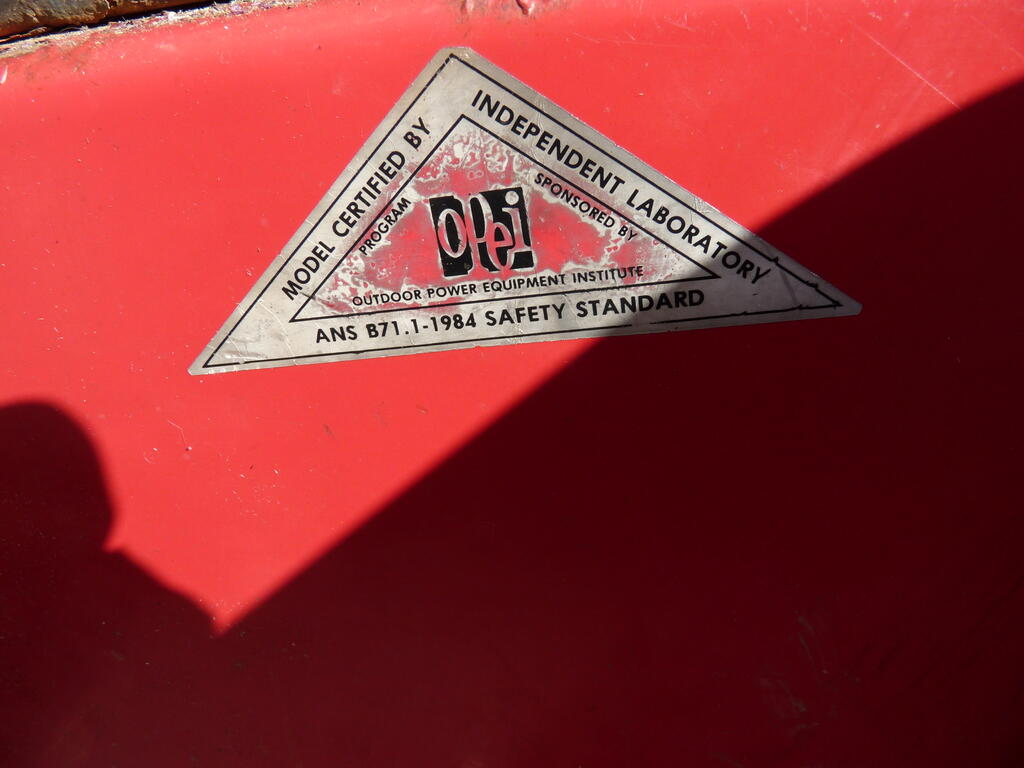 MODEL CERTIFIED BY
INDEPENDENT LABORATORY
PROGRAM
SPONSORED BY
opei
OUTDOOR POWER EQUIPMENT INSTITUTE
ANS B71.1-1984 SAFETY STANDARD